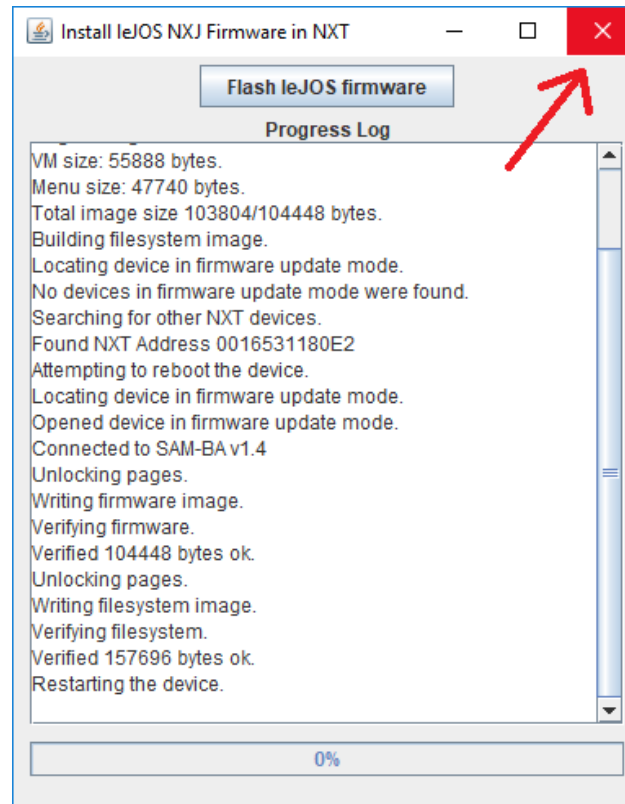 Install leJOS NXJ Firmware in NXT
Flash leJOS firmware
Progress Log
VM size: 55888 bytes.
Menu size: 47740 bytes.
Total image size 103804/104448 bytes.
Building filesystem image.
Locating device in firmware update mode.
No devices in firmware update mode were found.
Searching for other NXT devices.
Found NXT Address 0016531180E2
Attempting to reboot the device.
Locating device in firmware update mode.
Opened device in firmware update mode.
Connected to SAM-BA v1.4
Unlocking pages.
Writing firmware image.
Verifying firmware.
Verified 104448 bytes ok.
Unlocking pages.
Writing filesystem image.
Verifying filesystem.
Verified 157696 bytes ok.
Restarting the device.
0%